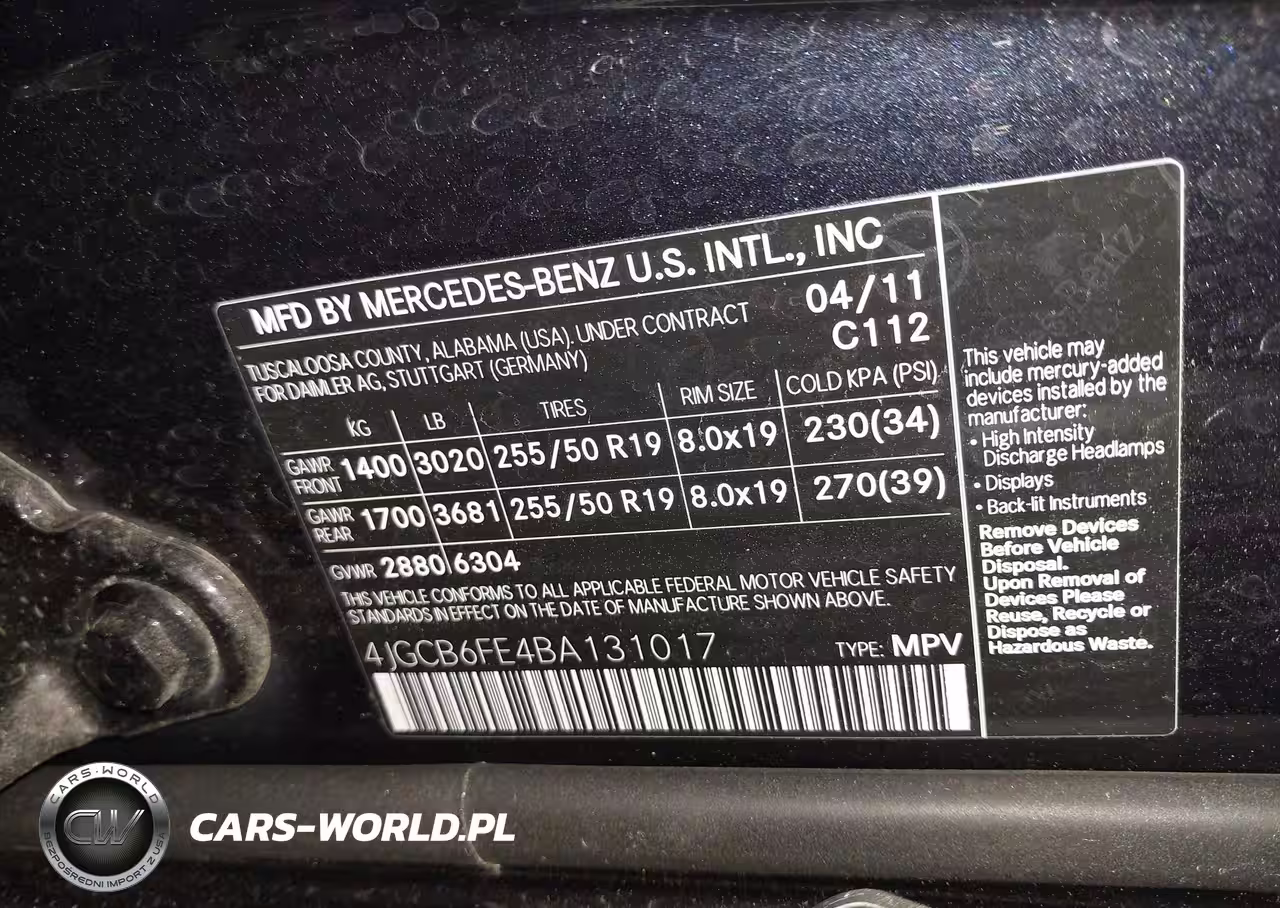 MFD BY MERCEDES-BENZ U.S. INTL., INC
TUSCALOOSA COUNTY, ALABAMA (USA). UNDER CONTRACT
FOR DAIMLER AG, STUTTGART (GERMANY)
04/11
C112
KG LB TIRES RIM SIZE COLD KPA (PSI)
GAWR FRONT 1400 3020 255/50 R19 8.0x19 230(34)
GAWR REAR 1700 3681 255/50 R19 8.0x19 270(39)
GVWR 2880 6304
THIS VEHICLE CONFORMS TO ALL APPLICABLE FEDERAL MOTOR VEHICLE SAFETY
STANDARDS IN EFFECT ON THE DATE OF MANUFACTURE SHOWN ABOVE.
4JGCB6FE4BA131017 TYPE: MPV
This vehicle may
include mercury-added
devices installed by the
manufacturer:
• High Intensity
Discharge Headlamps
• Displays
• Back-lit Instruments
Remove Devices
Before Vehicle
Disposal.
Upon Removal of
Devices Please
Reuse, Recycle or
Dispose as
Hazardous Waste.
CARS-WORLD
CW
BEZPOŚREDNI IMPORT Z USA
CARS-WORLD.PL